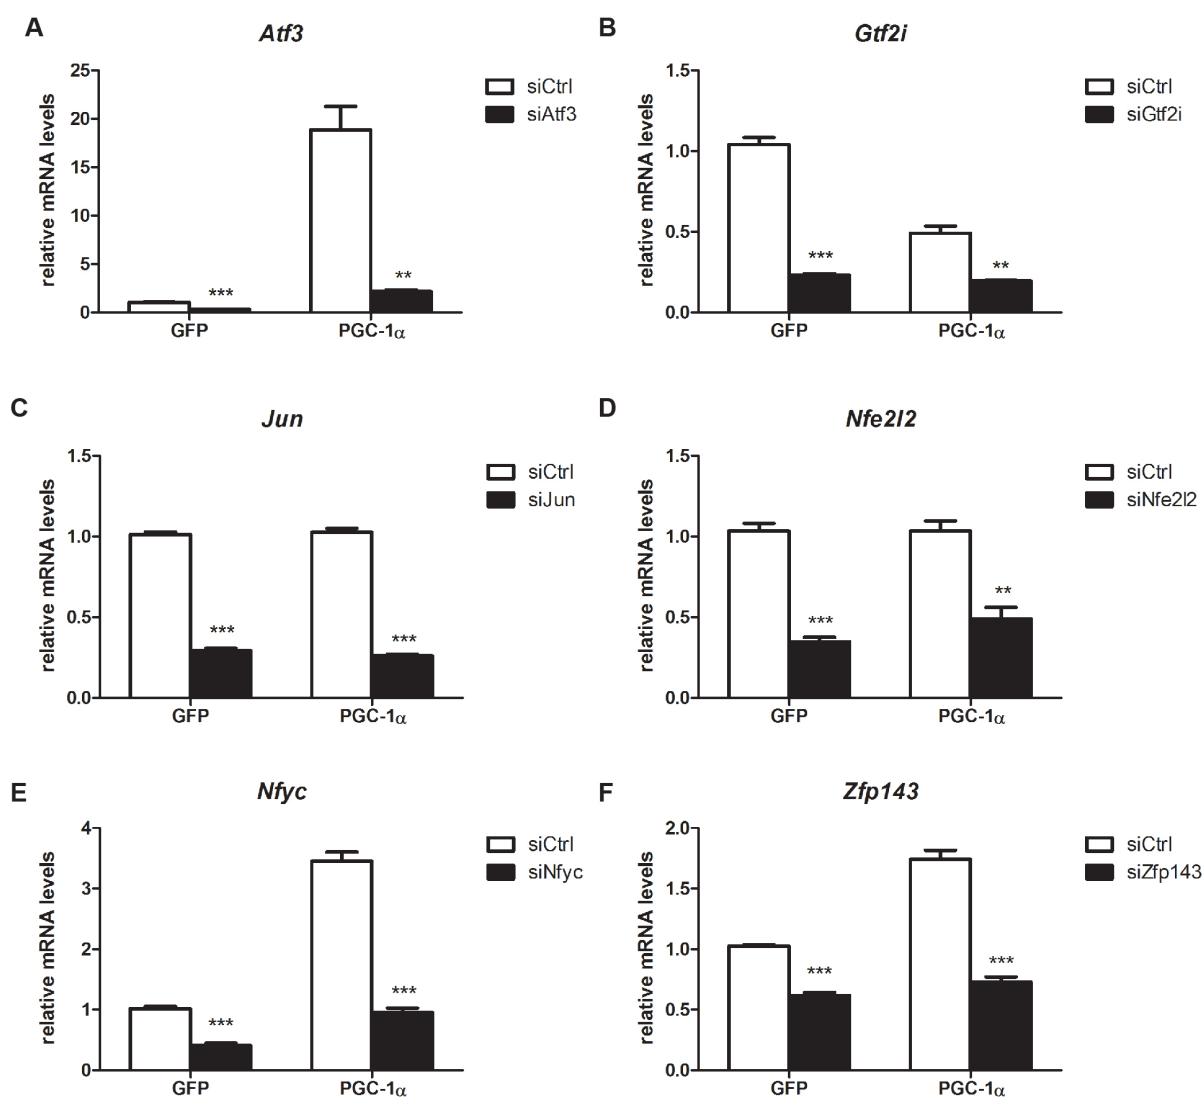 A
Atf3
relative mRNA levels
25
20
15
10
5
0
***
**
GFP
PGC-1α
siCtrl
siAtf3
B
Gtf2i
relative mRNA levels
1.5
1.0
0.5
0.0
***
**
GFP
PGC-1α
siCtrl
siGtf2i
C
Jun
relative mRNA levels
1.5
1.0
0.5
0.0
***
***
GFP
PGC-1α
siCtrl
siJun
D
Nfe2l2
relative mRNA levels
1.5
1.0
0.5
0.0
***
**
GFP
PGC-1α
siCtrl
siNfe2l2
E
Nfyc
relative mRNA levels
4
3
2
1
0
***
***
GFP
PGC-1α
siCtrl
siNfyc
F
Zfp143
relative mRNA levels
2.0
1.5
1.0
0.5
0.0
***
***
GFP
PGC-1α
siCtrl
siZfp143